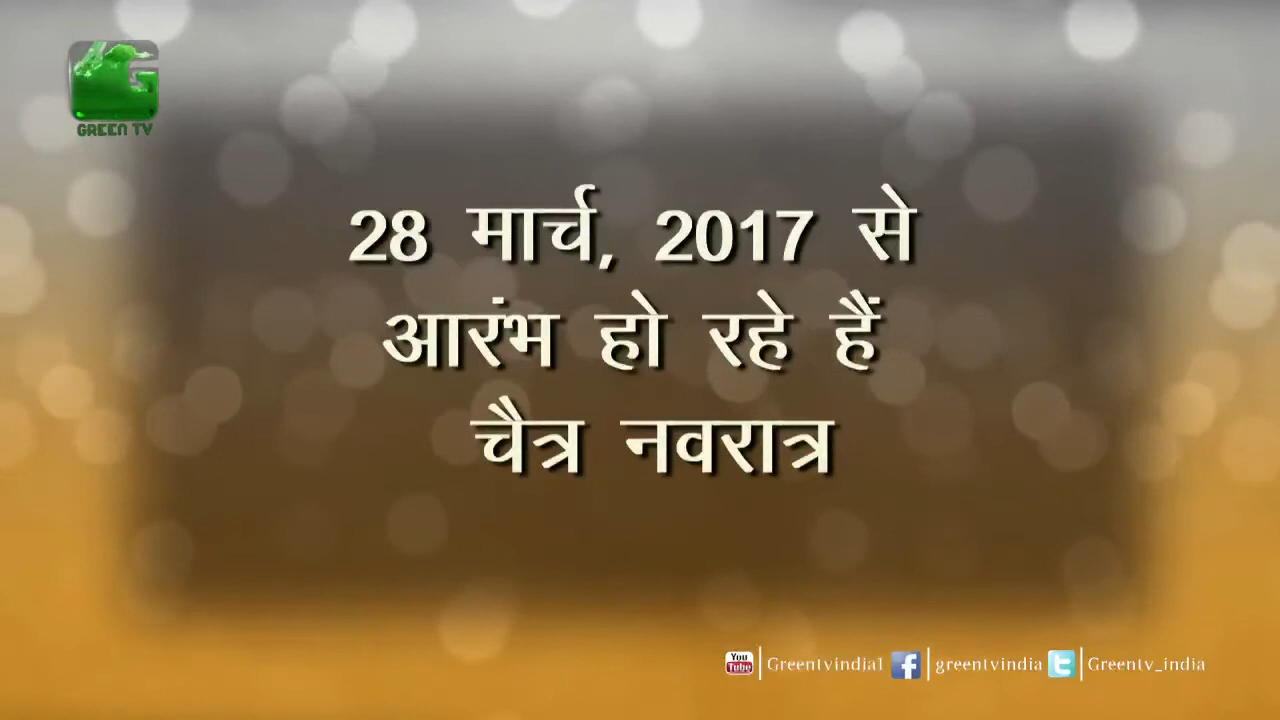 GREEN TV
28 मार्च, 2017 से
आरंभ हो रहे हैं
चैत्र नवरात्र
You Tube Greentvindia1 f greentvindia t Greentv_india